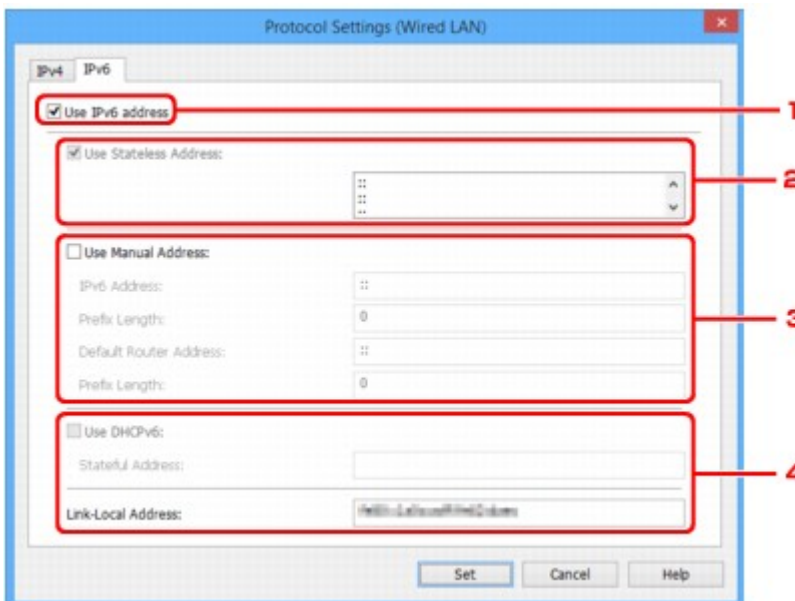 Protocol Settings (Wired LAN)
IPv4 IPv6
Use IPv6 address 1
Use Stateless Address: 2
::
::
::
Use Manual Address: 3
IPv6 Address: ::
Prefix Length: 0
Default Router Address: ::
Prefix Length: 0
Use DHCPv6: 4
Stateful Address:
Link-Local Address:
Set Cancel Help